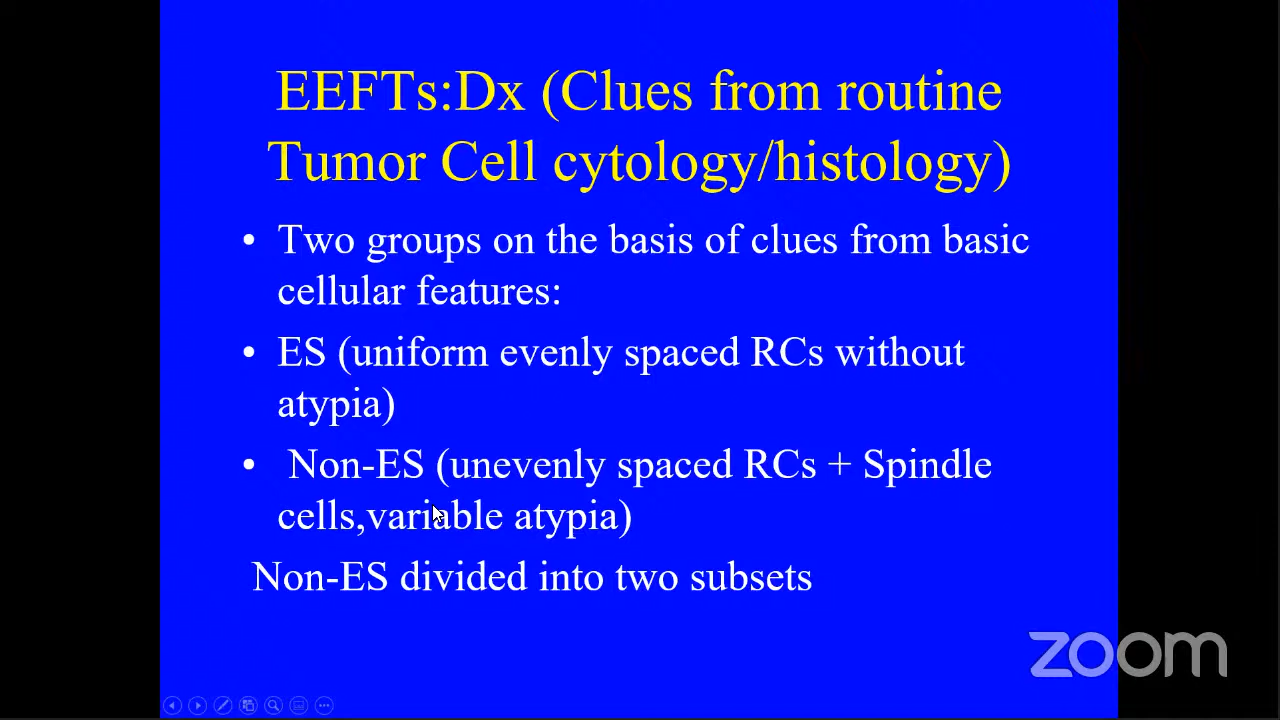 EEFTs:Dx (Clues from routine
Tumor Cell cytology/histology)
• Two groups on the basis of clues from basic
cellular features:
• ES (uniform evenly spaced RCs without
atypia)
• Non-ES (unevenly spaced RCs + Spindle
cells,variable atypia)
Non-ES divided into two subsets
zoom